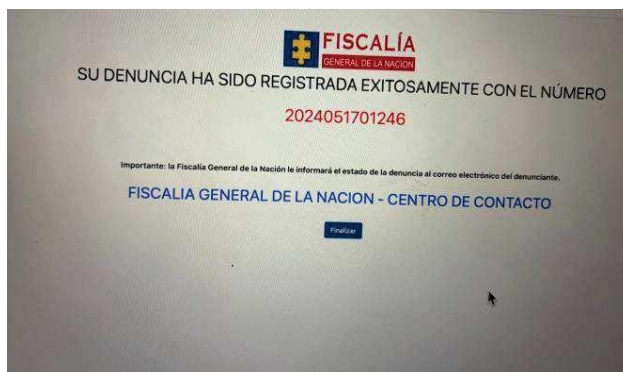 FISCALÍA
GENERAL DE LA NACION
SU DENUNCIA HA SIDO REGISTRADA EXITOSAMENTE CON EL NÚMERO
2024051701246
Importante: la Fiscalía General de la Nación le informará el estado de la denuncia al correo electrónico del denunciante.
FISCALIA GENERAL DE LA NACION - CENTRO DE CONTACTO
Finalizar